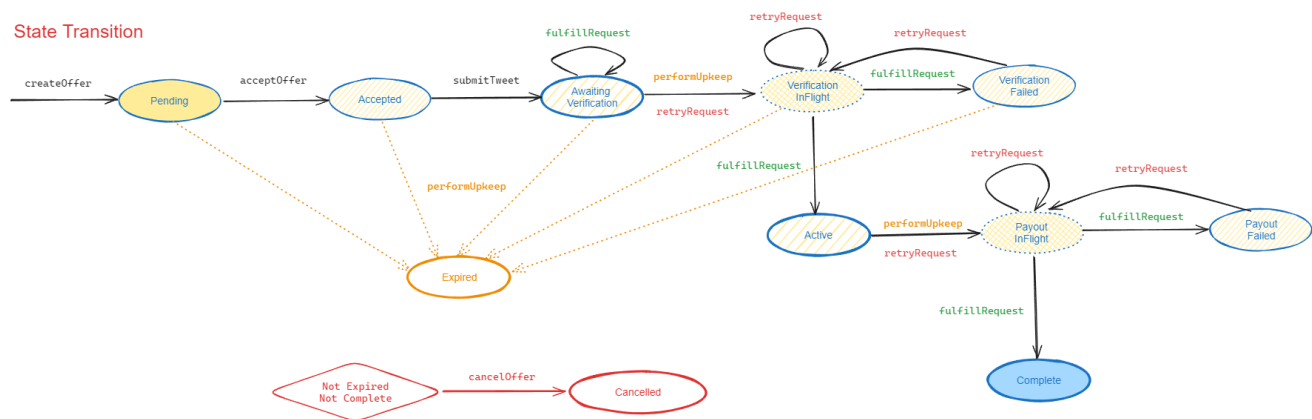 State Transition
createOffer
Pending
acceptOffer
Accepted
submitTweet
fulfillRequest
Awaiting
Verification
performUpkeep
retryRequest
retryRequest
Verification
InFlight
retryRequest
fulfillRequest
Verification
Failed
performUpkeep
fulfillRequest
Expired
Active
performUpkeep
retryRequest
retryRequest
Payout
InFlight
retryRequest
fulfillRequest
Payout
Failed
fulfillRequest
Complete
Not Expired
Not Complete
cancelOffer
Cancelled